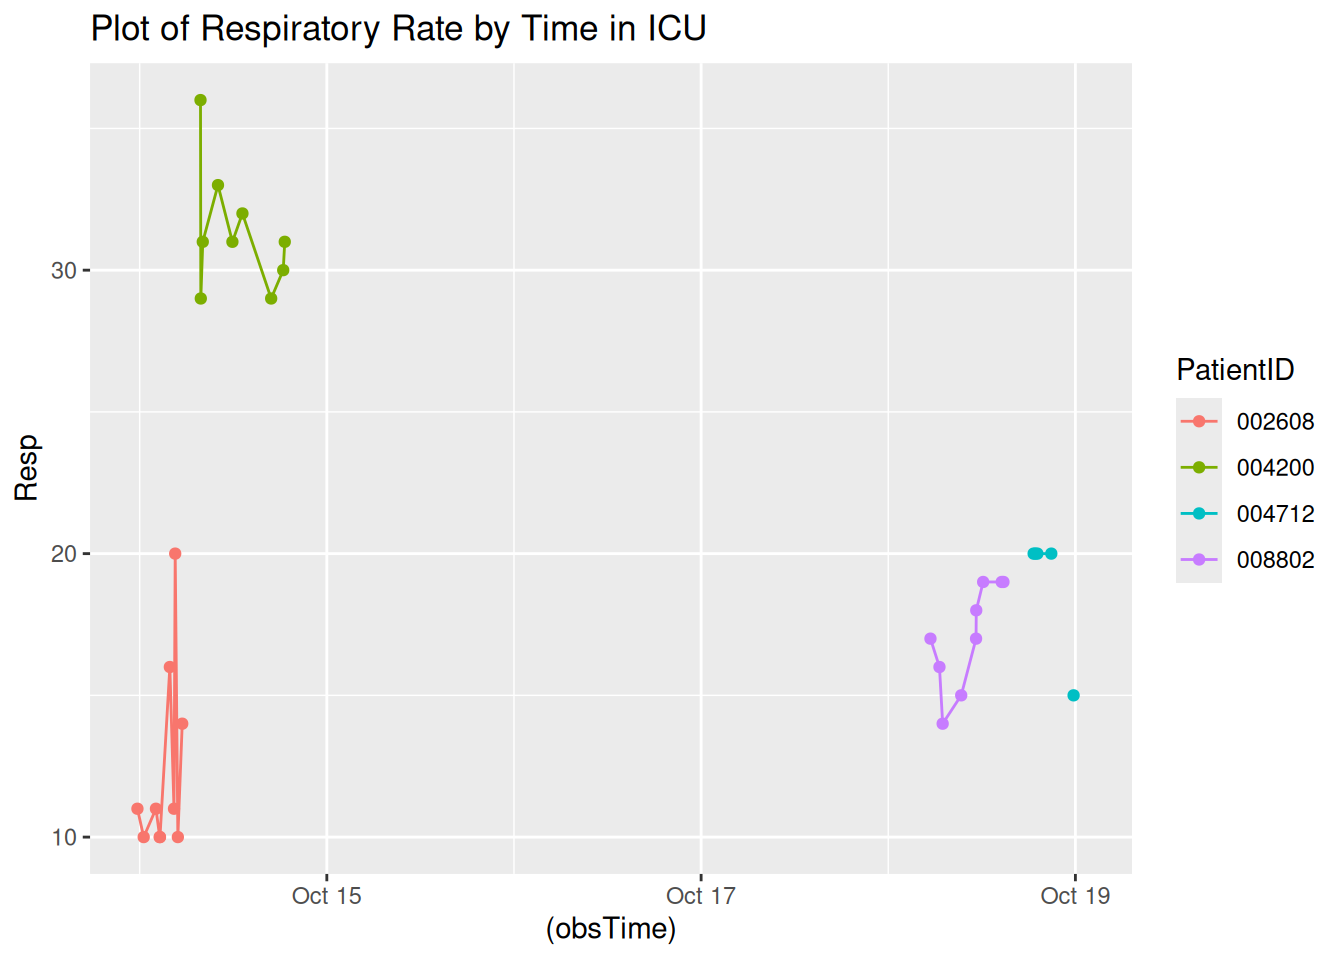 Plot of Respiratory Rate by Time in ICU
Resp
30
20
10
Oct 15
Oct 17
Oct 19
(obsTime)
PatientID
002608
004200
004712
008802